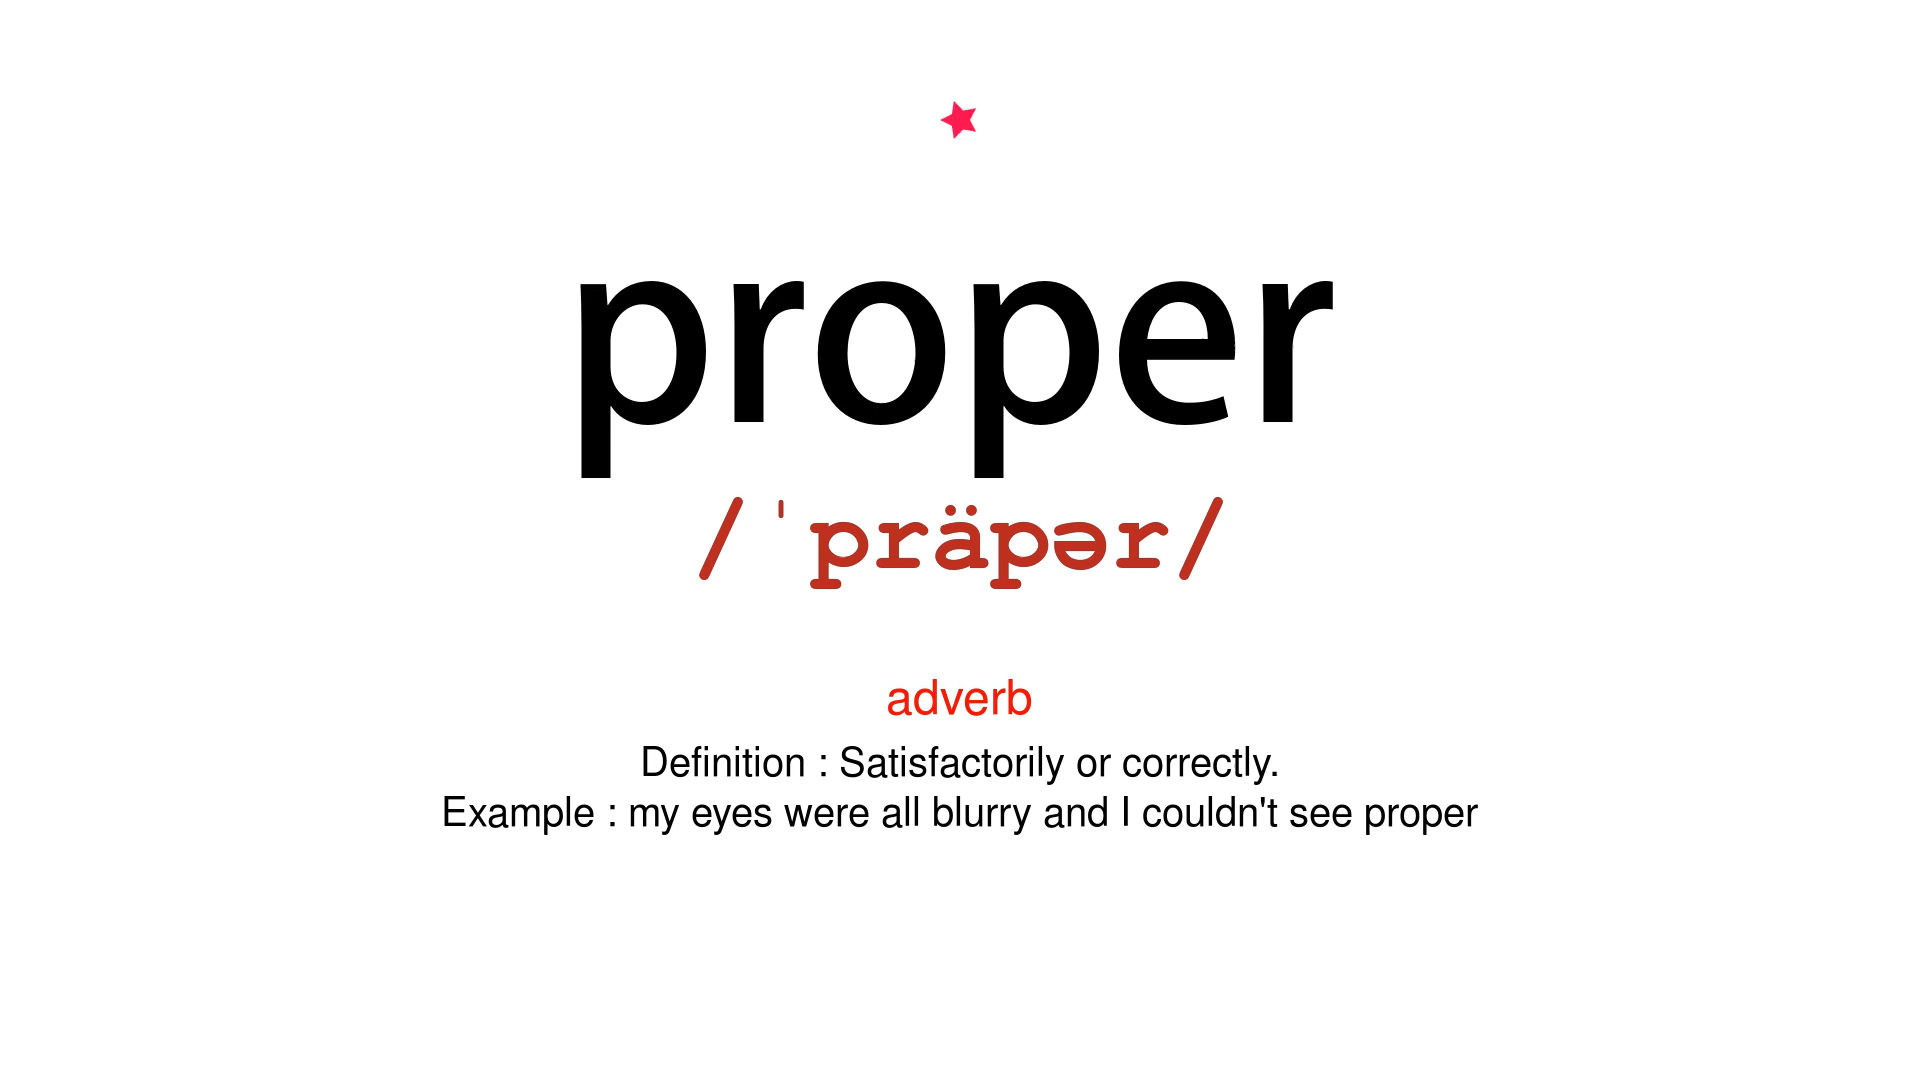 proper
/ˈpräpər/
adverb
Definition : Satisfactorily or correctly.
Example : my eyes were all blurry and I couldn't see proper